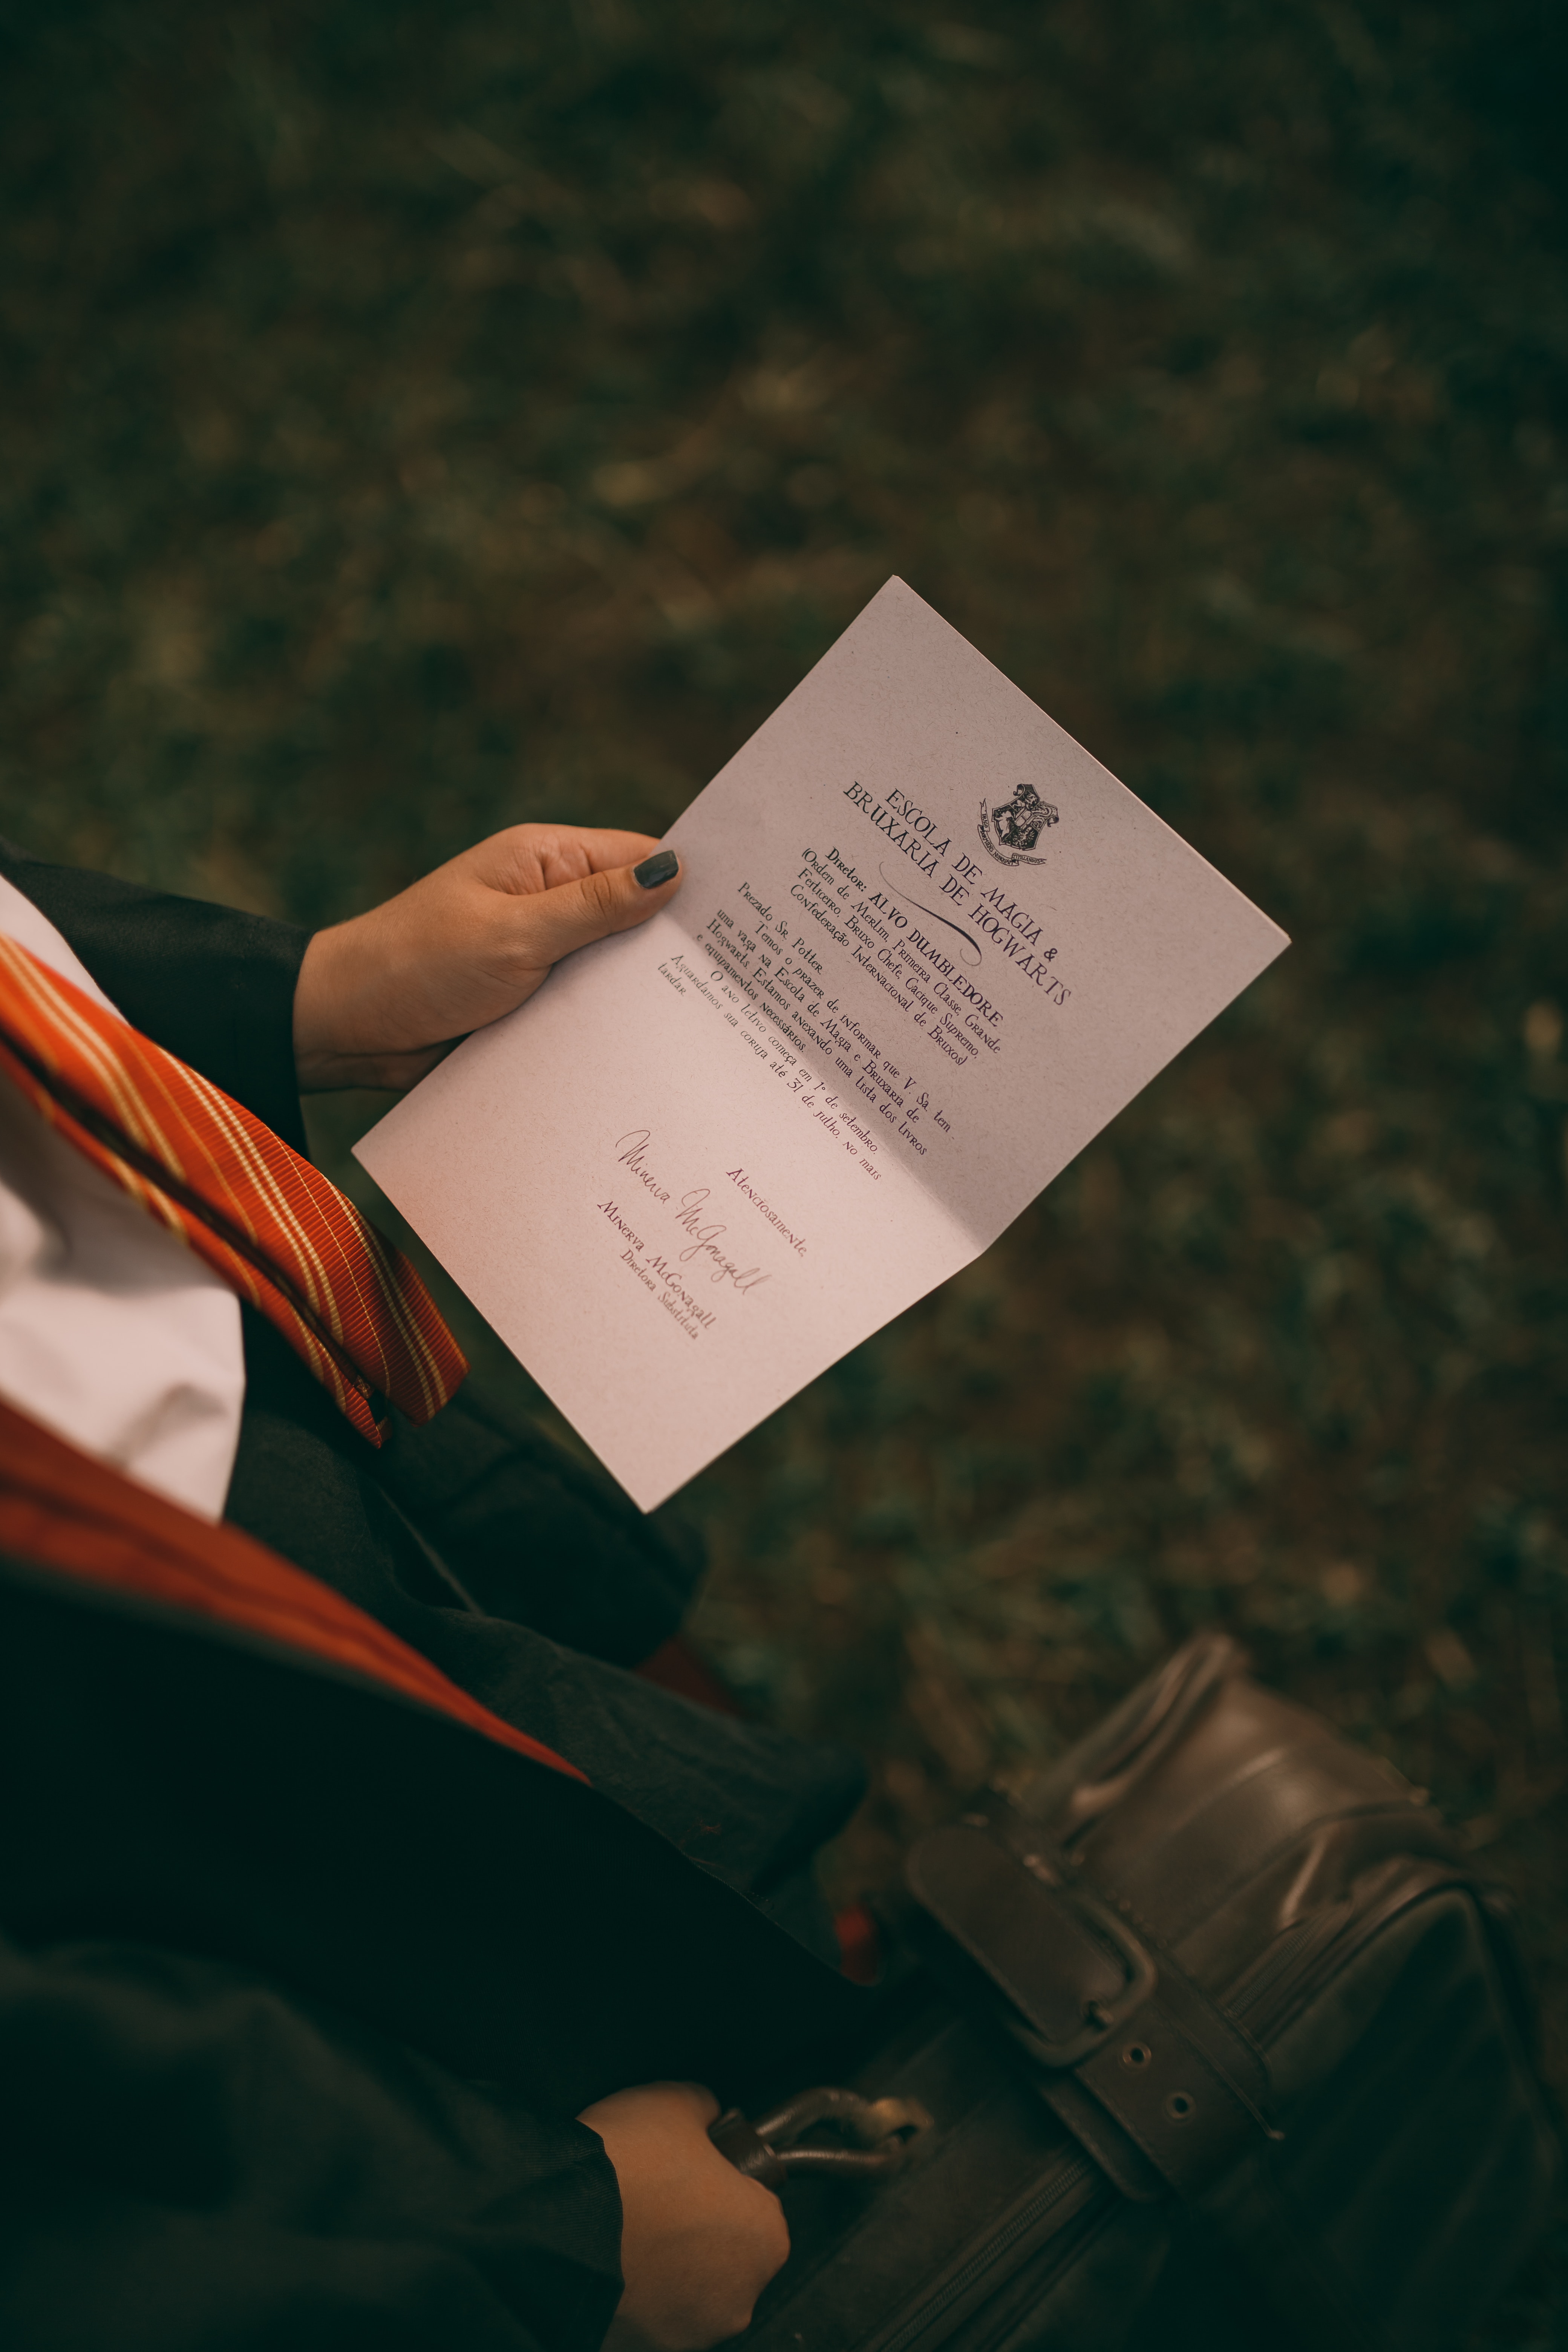 ESCOLA DE MAGIA &
BRUXARIA DE HOGWARTS
Diretor: ALVO DUMBLEDORE
(Ordem de Merlim, Primeira Classe, Grande
Feiticeiro, Bruxo Chefe, Cacique Supremo,
Confederação Internacional de Bruxos)
Prezado Sr. Potter
Temos o prazer de informar que V. Sa. tem
uma vaga na Escola de Magia e Bruxaria de
Hogwarts. Estamos anexando uma lista dos livros
e equipamentos necessários.
O ano letivo começa em 1º de setembro.
Aguardamos sua coruja até 31 de julho, no mais
tardar.
Atenciosamente,
Minerva McGonagall
Minerva McGonagall
Diretora Substituta